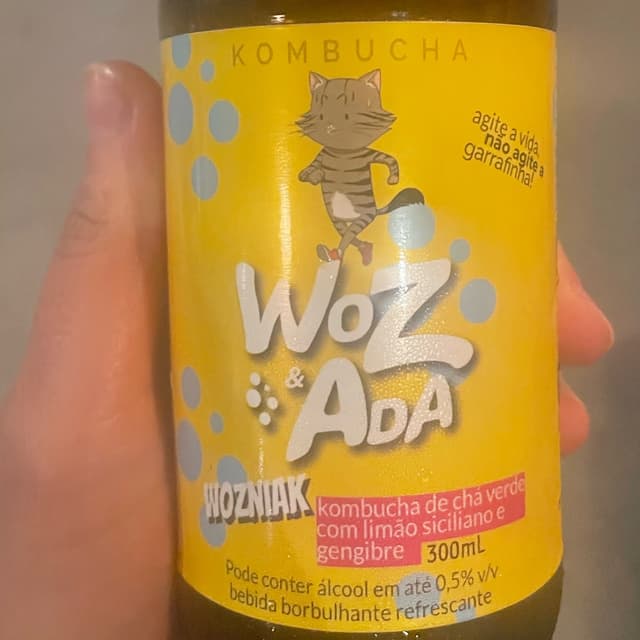 KOMBUCHA
agite a vida,
não agite a
garrafinha!
WOZ
&
ADA
WOZNIAK
kombucha de chá verde
com limão siciliano e
gengibre 300mL
Pode conter álcool em até 0,5% v/v
bebida borbulhante refrescante